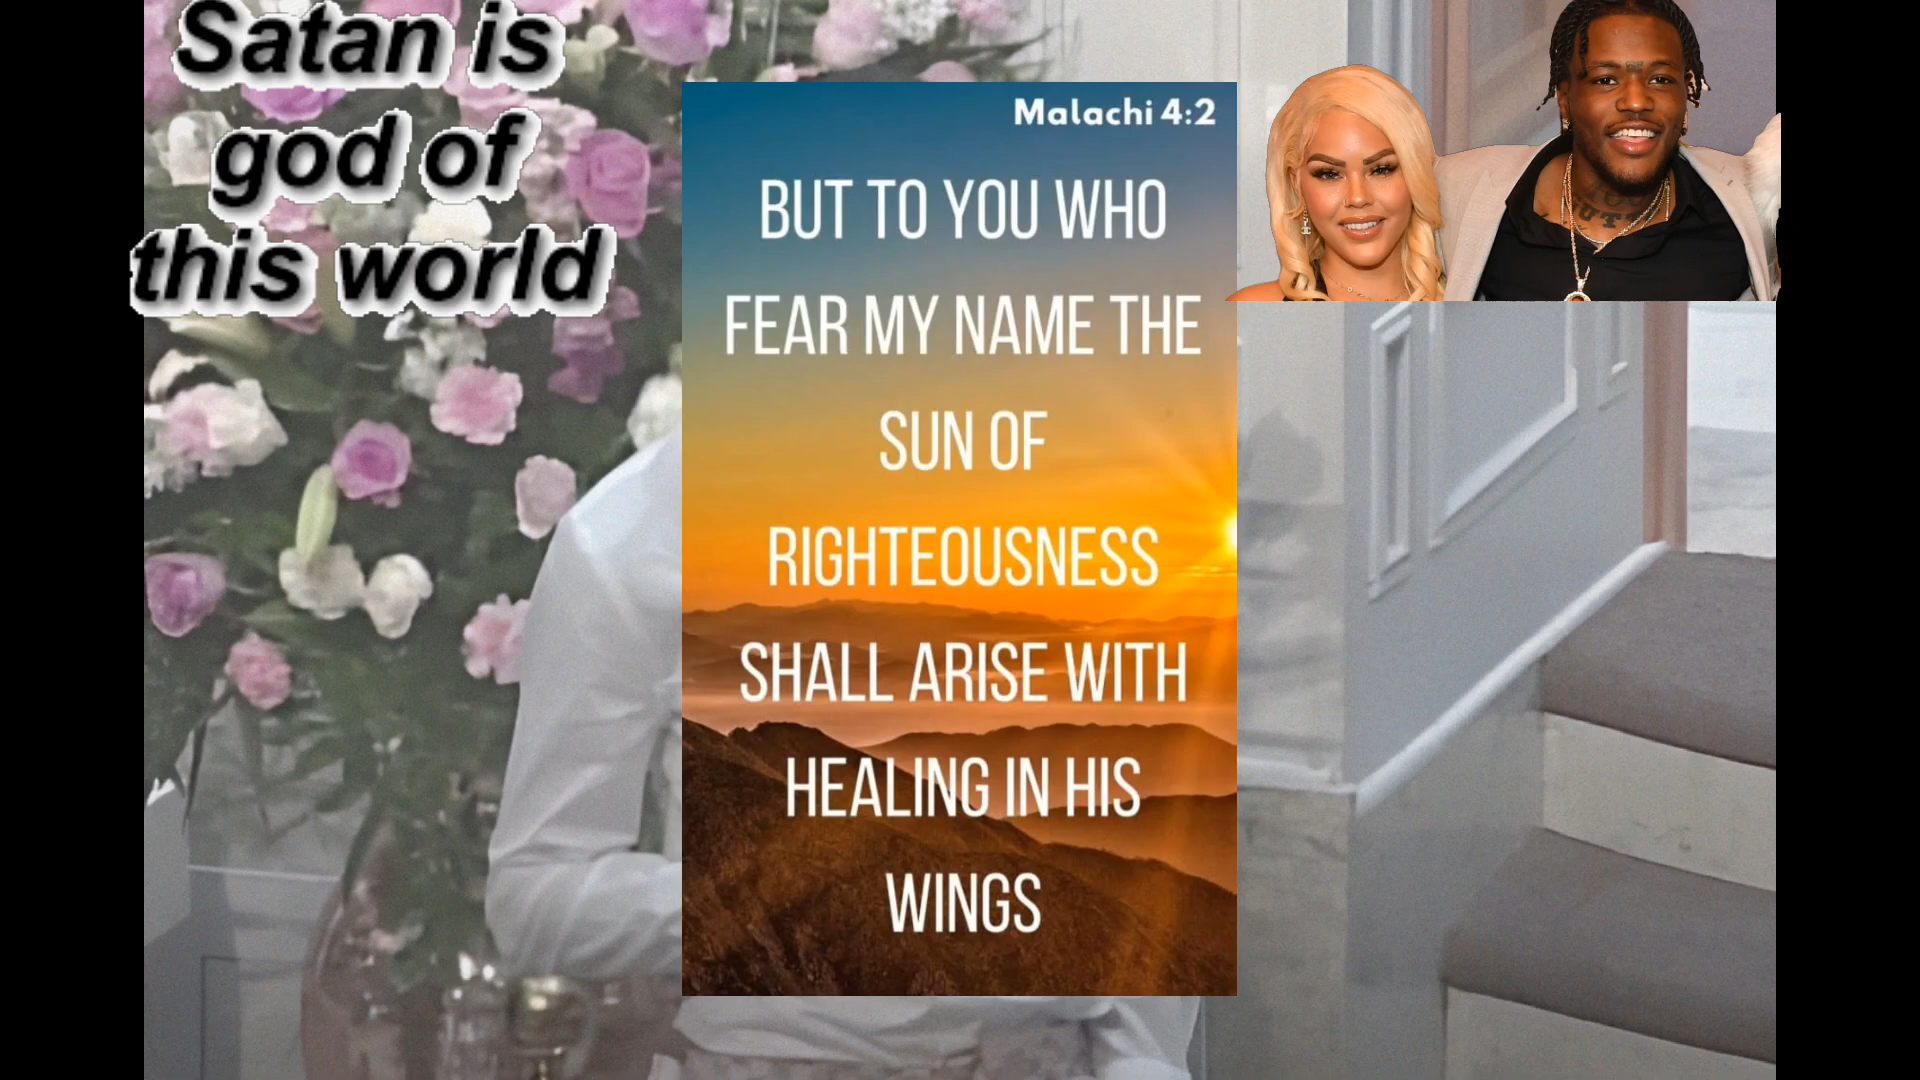 Satan is
god of
this world
Malachi 4:2
BUT TO YOU WHO
FEAR MY NAME THE
SUN OF
RIGHTEOUSNESS
SHALL ARISE WITH
HEALING IN HIS
WINGS